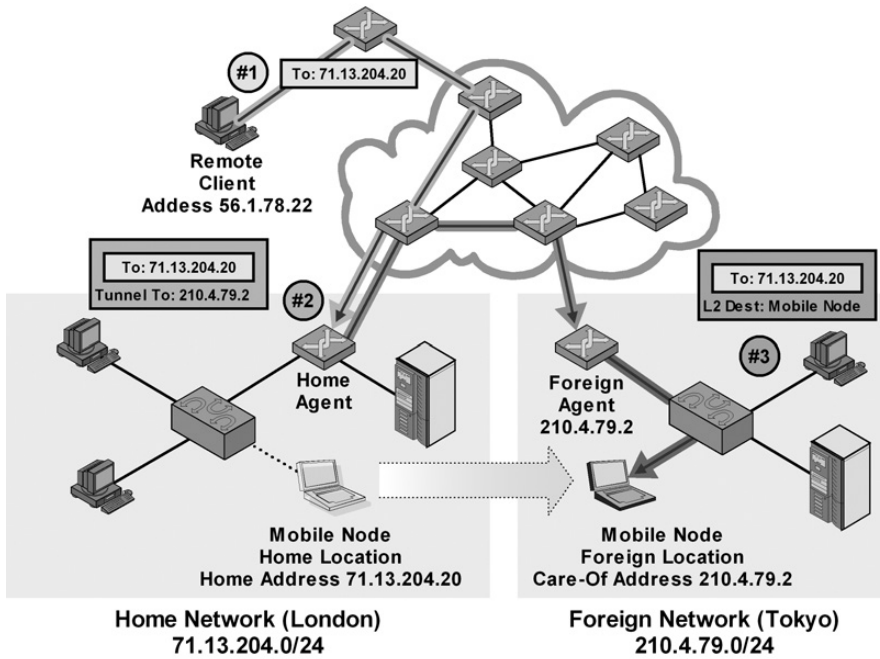 #1
To: 71.13.204.20
Remote
Client
Addess 56.1.78.22
To: 71.13.204.20
Tunnel To: 210.4.79.2
#2
To: 71.13.204.20
L2 Dest: Mobile Node
#3
Home
Agent
Foreign
Agent
210.4.79.2
Mobile Node
Home Location
Home Address 71.13.204.20
Mobile Node
Foreign Location
Care-Of Address 210.4.79.2
Home Network (London)
71.13.204.0/24
Foreign Network (Tokyo)
210.4.79.0/24